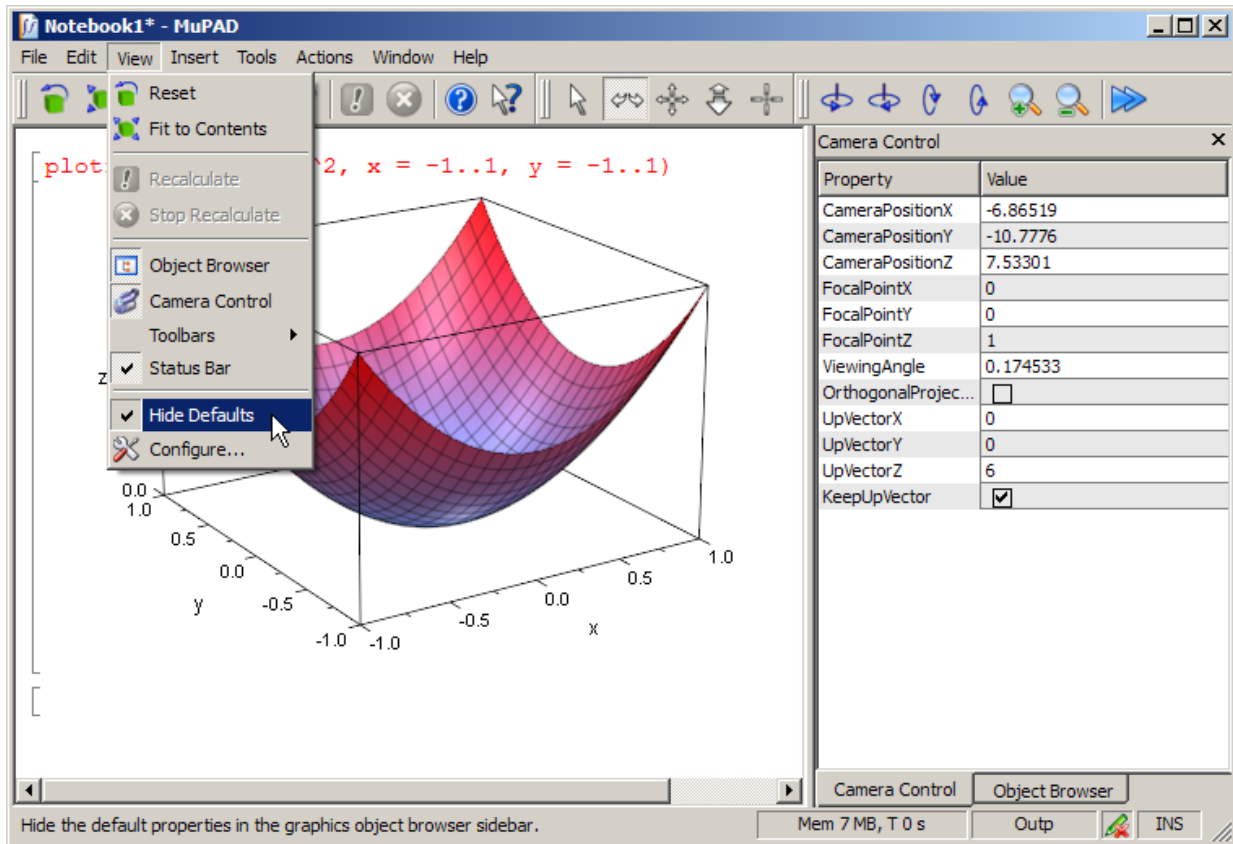 Notebook1* - MuPAD
File Edit View Insert Tools Actions Window Help
Reset
Fit to Contents
Recalculate
Stop Recalculate
Object Browser
Camera Control
Toolbars
Status Bar
Hide Defaults
Configure...
plot ^2, x = -1..1, y = -1..1)
z
0.0
1.0
0.5
0.0
-0.5
-1.0
y
-1.0
-0.5
0.0
0.5
1.0
x
Camera Control
Property Value
CameraPositionX -6.86519
CameraPositionY -10.7776
CameraPositionZ 7.53301
FocalPointX 0
FocalPointY 0
FocalPointZ 1
ViewingAngle 0.174533
OrthogonalProjec...
UpVectorX 0
UpVectorY 0
UpVectorZ 6
KeepUpVector
Camera Control Object Browser
Hide the default properties in the graphics object browser sidebar. Mem 7 MB, T 0 s Outp INS